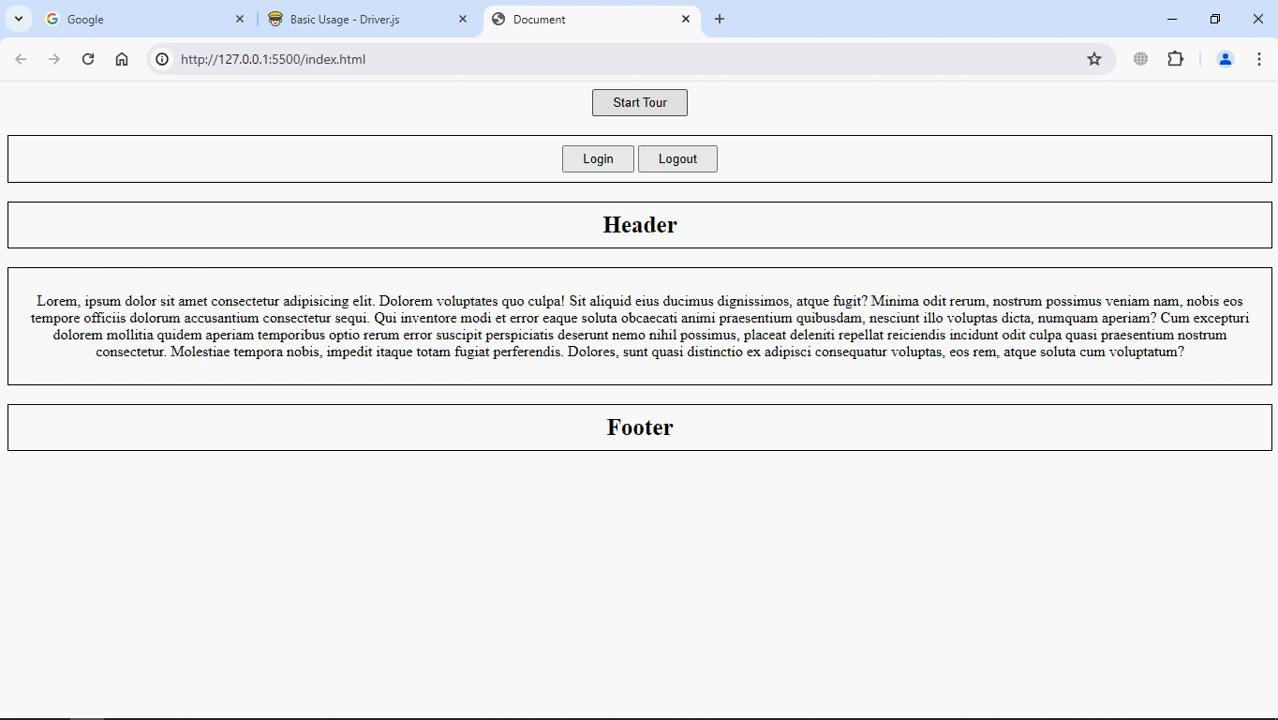 Google
Basic Usage - Driver.js
Document
http://127.0.0.1:5500/index.html
Start Tour
Login Logout
Header
Lorem, ipsum dolor sit amet consectetur adipisicing elit. Dolorem voluptates quo culpa! Sit aliquid eius ducimus dignissimos, atque fugit? Minima odit rerum, nostrum possimus veniam nam, nobis eos
tempore officiis dolorum accusantium consectetur sequi. Qui inventore modi et error eaque soluta obcaecati animi praesentium quibusdam, nesciunt illo voluptas dicta, numquam aperiam? Cum excepturi
dolorem mollitia quidem aperiam temporibus optio rerum error suscipit perspiciatis deserunt nemo nihil possimus, placeat deleniti repellat reiciendis incidunt odit culpa quasi praesentium nostrum
consectetur. Molestiae tempora nobis, impedit itaque totam fugiat perferendis. Dolores, sunt quasi distinctio ex adipisci consequatur voluptas, eos rem, atque soluta cum voluptatum?
Footer